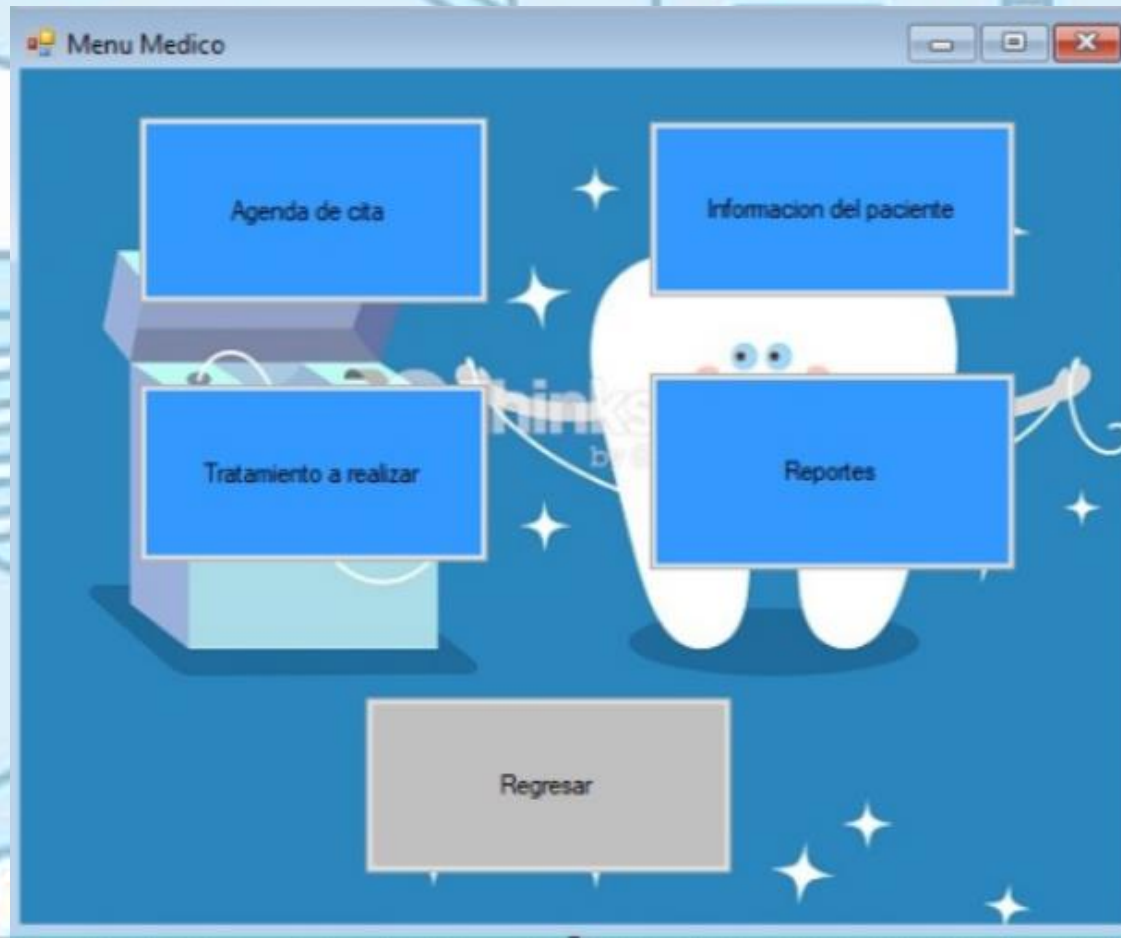 Menu Medico
Agenda de cita
Informacion del paciente
Tratamiento a realizar
Reportes
Regresar